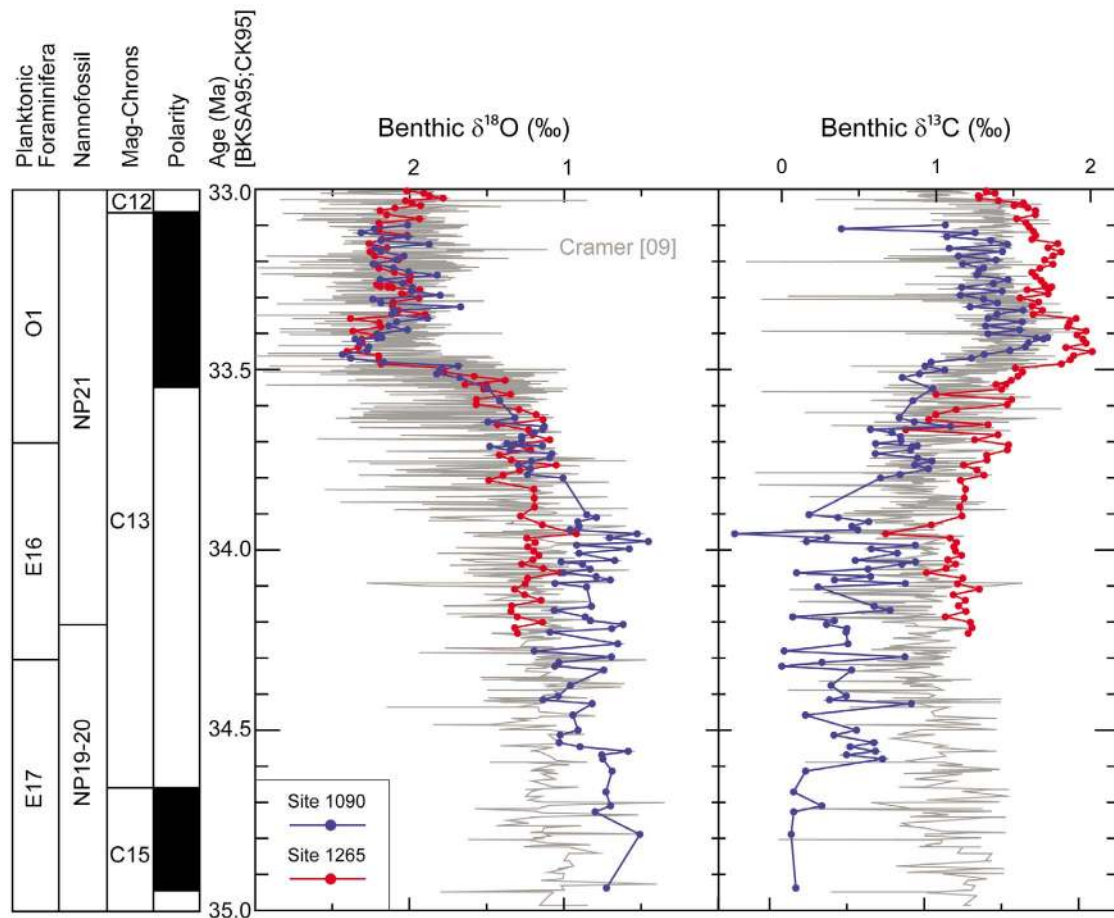 Planktonic
Foraminifera
Nannofossil
Mag-Chrons
Polarity
Age (Ma)
[BKSA95;CK95]
Benthic δ18O (‰)
Benthic δ13C (‰)
2 1
0 1 2
33.0
33.5
34.0
34.5
35.0
O1
E16
E17
NP21
NP19-20
C12
C13
C15
Cramer [09]
Site 1090
Site 1265